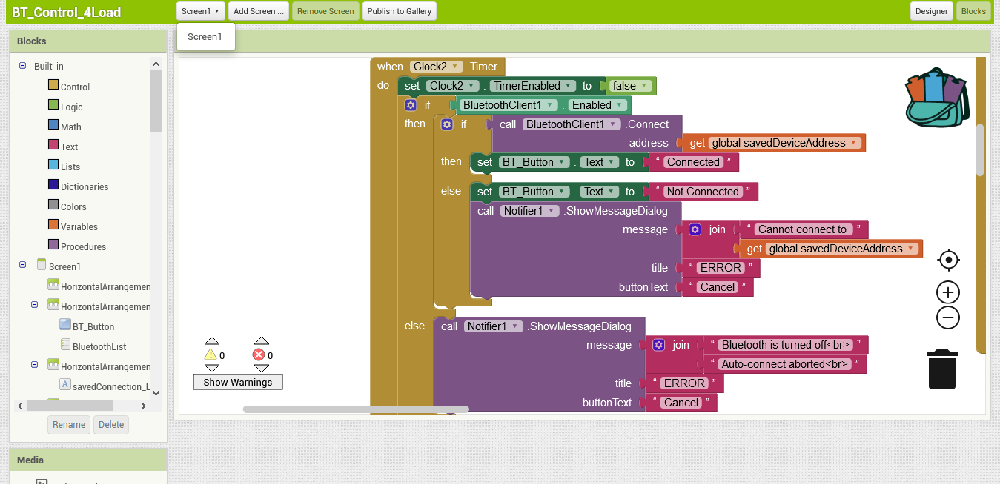 BT_Control_4Load
Screen1
Add Screen ...
Remove Screen
Publish to Gallery
Designer
Blocks
Screen1
Blocks
Built-in
Control
Logic
Math
Text
Lists
Dictionaries
Colors
Variables
Procedures
Screen1
HorizontalArrangemen
HorizontalArrangemen
BT_Button
BluetoothList
HorizontalArrangemen
savedConnection_L
Rename
Delete
Media
when Clock2 .Timer
do set Clock2 . TimerEnabled to false
if BluetoothClient1 . Enabled
then if call BluetoothClient1 .Connect
address get global savedDeviceAddress
then set BT_Button . Text to “ Connected ”
else set BT_Button . Text to “ Not Connected ”
call Notifier1 .ShowMessageDialog
message join “ Cannot connect to ”
get global savedDeviceAddress
title “ ERROR ”
buttonText “ Cancel ”
else call Notifier1 .ShowMessageDialog
message join “ Bluetooth is turned off<br> ”
“ Auto-connect aborted<br> ”
title “ ERROR ”
buttonText “ Cancel ”
0 0
Show Warnings